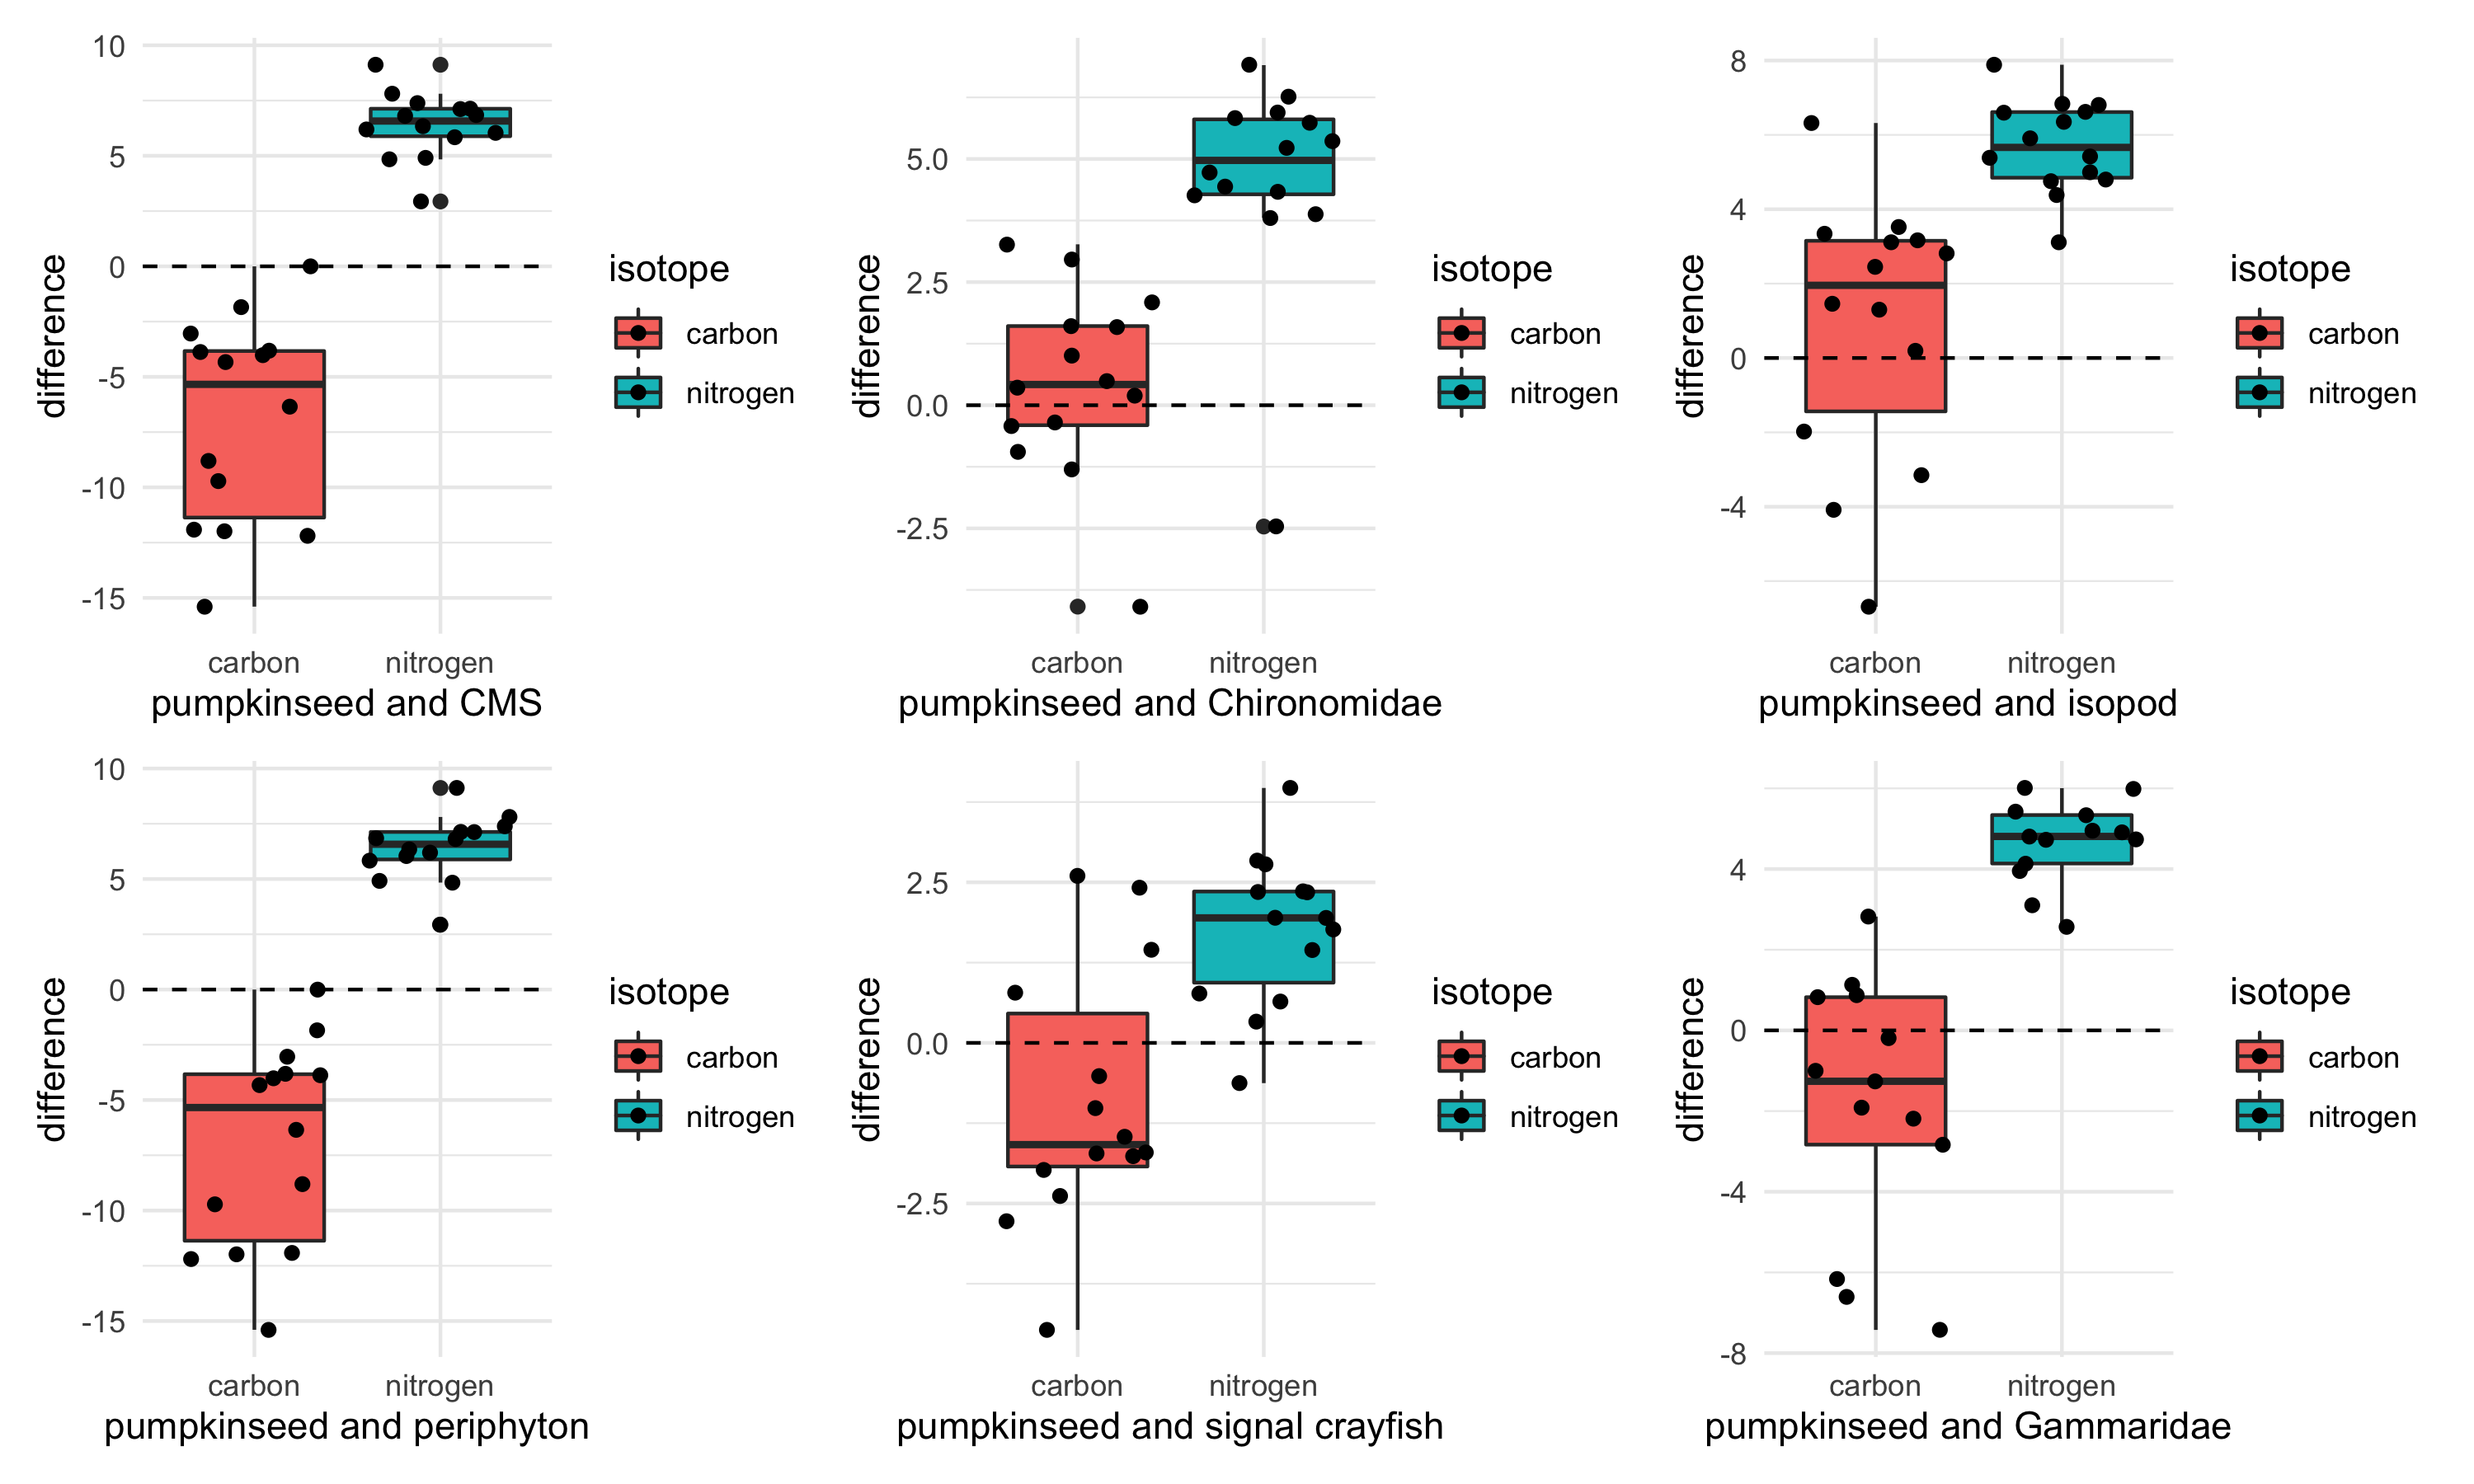 difference
10
5
0
-5
-10
-15
carbon nitrogen
pumpkinseed and CMS
isotope
carbon
nitrogen
difference
5.0
2.5
0.0
-2.5
carbon nitrogen
pumpkinseed and Chironomidae
isotope
carbon
nitrogen
difference
8
4
0
-4
carbon nitrogen
pumpkinseed and isopod
isotope
carbon
nitrogen
difference
10
5
0
-5
-10
-15
carbon nitrogen
pumpkinseed and periphyton
isotope
carbon
nitrogen
difference
2.5
0.0
-2.5
carbon nitrogen
pumpkinseed and signal crayfish
isotope
carbon
nitrogen
difference
4
0
-4
-8
carbon nitrogen
pumpkinseed and Gammaridae
isotope
carbon
nitrogen